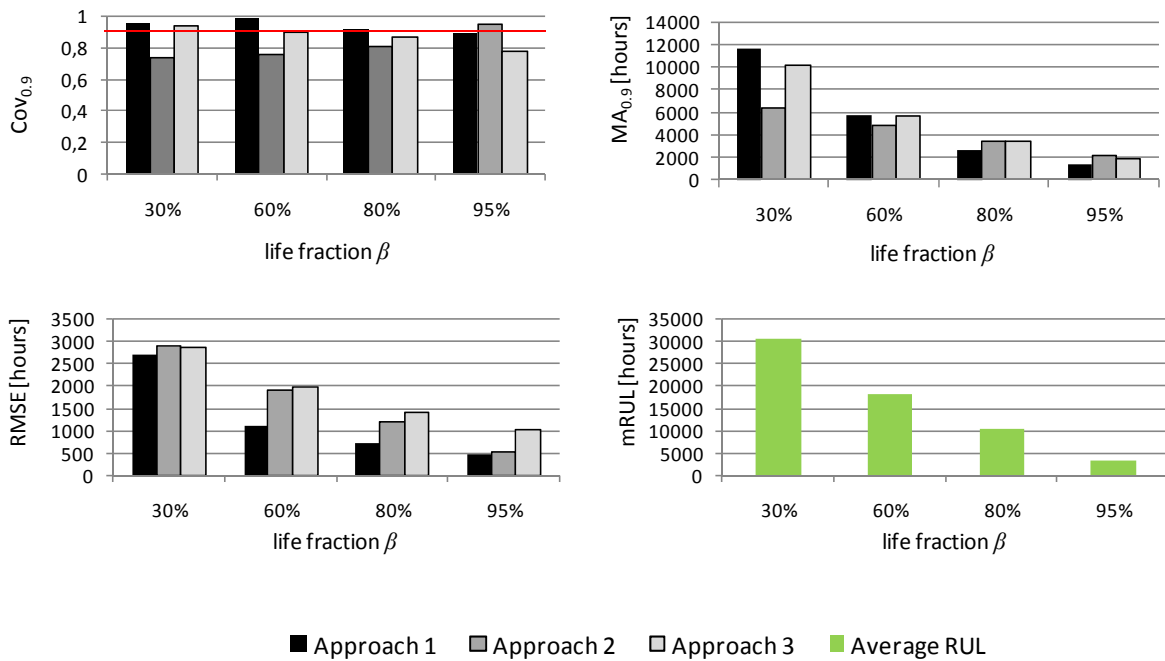 Cov0.9
1
0,8
0,6
0,4
0,2
0
30% 60% 80% 95%
life fraction β
MA0.9 [hours]
14000
12000
10000
8000
6000
4000
2000
0
30% 60% 80% 95%
life fraction β
RMSE [hours]
3500
3000
2500
2000
1500
1000
500
0
30% 60% 80% 95%
life fraction β
mRUL [hours]
35000
30000
25000
20000
15000
10000
5000
0
30% 60% 80% 95%
life fraction β
Approach 1 Approach 2 Approach 3 Average RUL